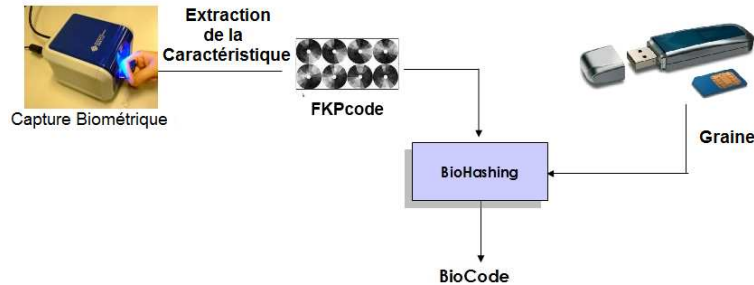 Extraction
de la
Caractéristique
Capture Biométrique
FKPcode
Graine
BioHashing
BioCode